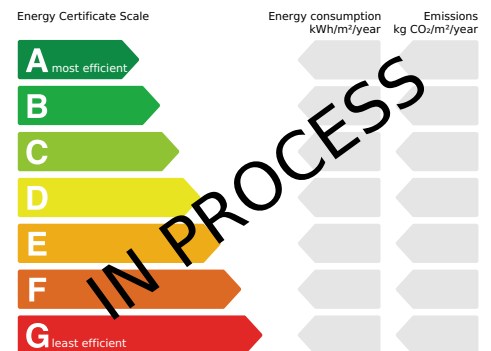 Energy Certificate Scale
Energy consumption
kWh/m²/year
Emissions
kg CO₂/m²/year
A most efficient
B
C
D
E
F
G least efficient
IN PROCESS